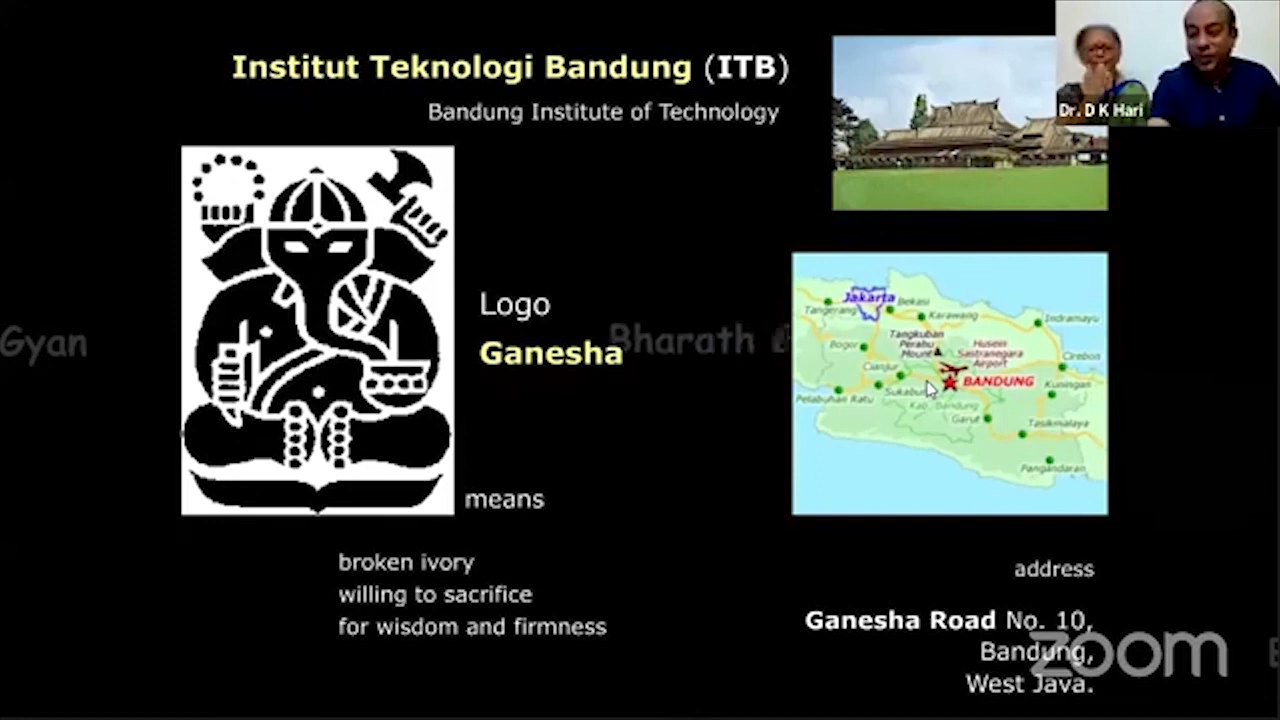 Institut Teknologi Bandung (ITB)
Bandung Institute of Technology
Dr. D K Hari
Logo
Ganesha
Gyan
Bharath
Jakarta
Bekasi
Tangerang
Karawang
Indramayu
Tangkuban
Perahu
Mount
Bogor
Husein
Sastranegara
Airport
Cirebon
Cianjur
BANDUNG
Kuningan
Sukabumi
Pelabuhan Ratu
Kab. Bandung
Garut
Tasikmalaya
Pangandaran
means
broken ivory
willing to sacrifice
for wisdom and firmness
address
Ganesha Road No. 10,
Bandung,
West Java.
zoom